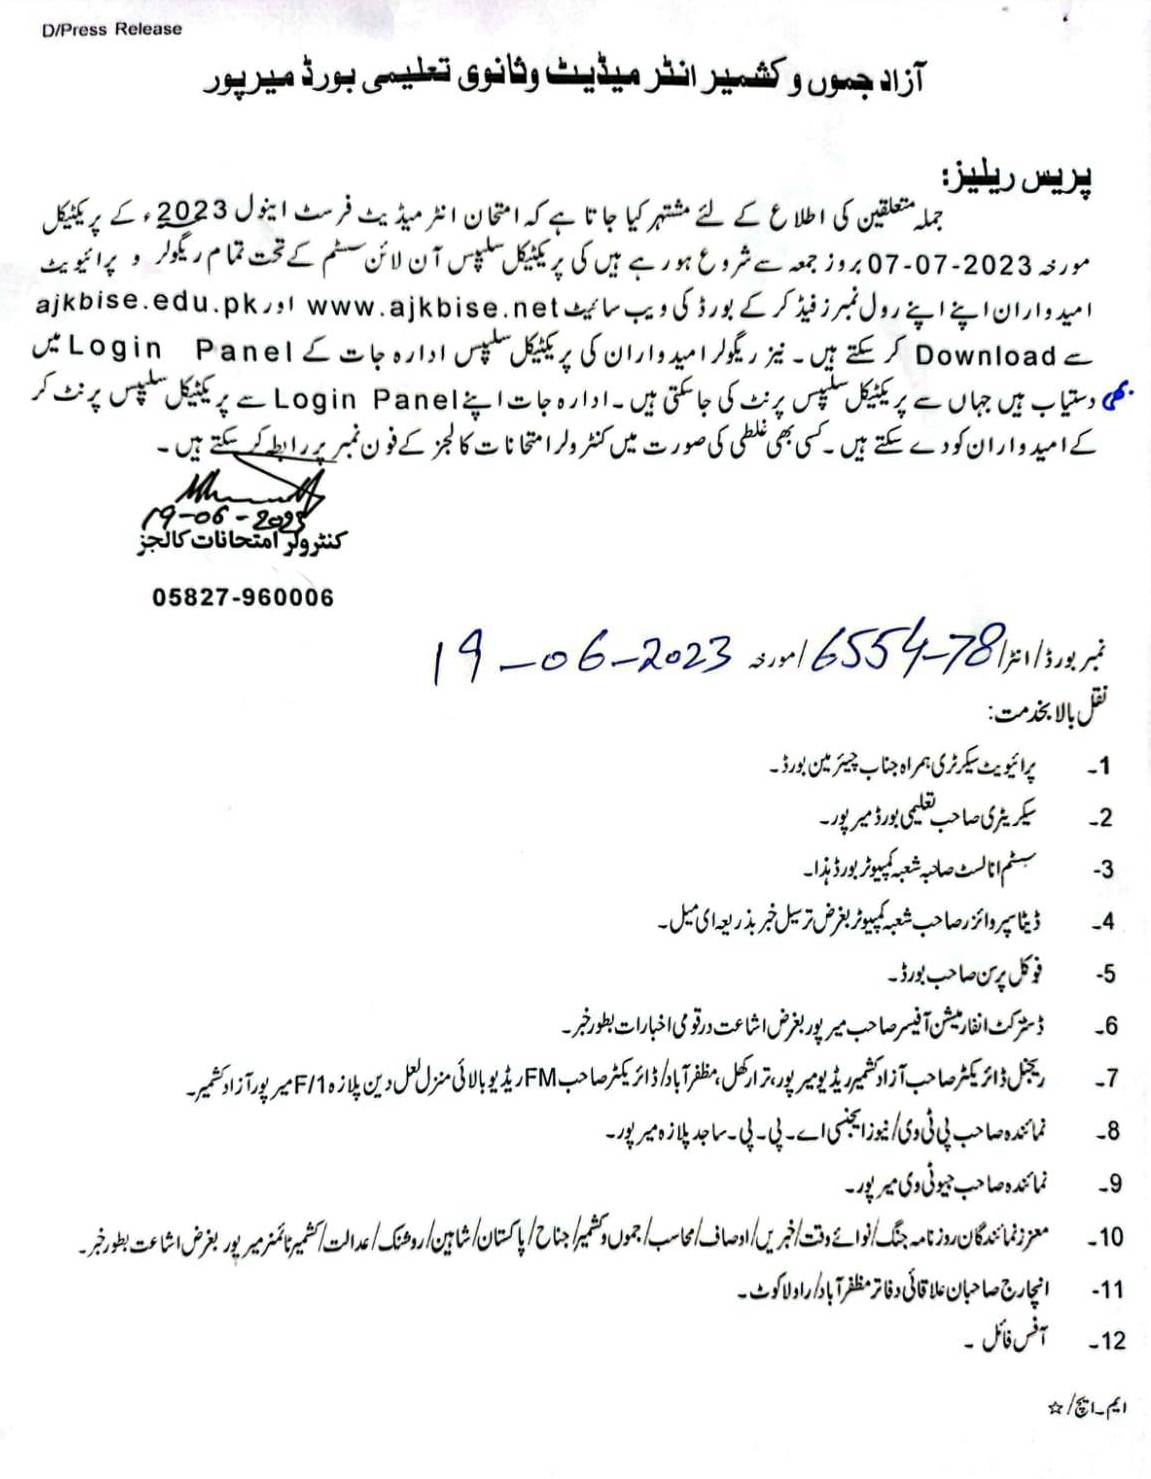 D/Press Release
آزاد جموں و کشمیر انٹر میڈیٹ و ثانوی تعلیمی بورڈ میرپور
پریس ریلیز:
جملہ متعلقین کی اطلاع کے لئے مشتہر کیا جاتا ہے کہ امتحان انٹر میڈیٹ فرسٹ اینول 2023ء کے پریکٹیکل
مورخہ 07-07-2023 بروز جمعہ سے شروع ہو رہے ہیں کی پریکٹیکل سلپس آن لائن سسٹم کے تحت تمام ریگولر و پرائیویٹ
امیدواران اپنے اپنے رول نمبرز فیڈ کر کے بورڈ کی ویب سائیٹ www.ajkbise.net اور ajkbise.edu.pk
سے Download کر سکتے ہیں۔ نیز ریگولر امیدواران کی پریکٹیکل سلپس ادارہ جات کے Login Panel میں
بھی دستیاب ہیں جہاں سے پریکٹیکل سلپس پرنٹ کی جاسکتی ہیں۔ ادارہ جات اپنے Login Panel سے پریکٹیکل سلپس پرنٹ کر
کے امیدواران کو دے سکتے ہیں۔ کسی بھی غلطی کی صورت میں کنٹرولر امتحانات کالجز کے فون نمبر پر رابطہ کر سکتے ہیں۔
19-06-2023
کنٹرولر امتحانات کالجز
05827-960006
نمبر بورڈ/انٹر/6554-78/مورخہ 19-06-2023
نقل بالا بخدمت:
1۔ پرائیویٹ سیکرٹری ہمراہ جناب چیئرمین بورڈ۔
2۔ سیکریٹری صاحب تعلیمی بورڈ میرپور۔
3- سسٹم انالسٹ صاحبہ شعبہ کمپیوٹر بورڈ ہذا۔
4۔ ڈیٹا سپروائزر صاحب شعبہ کمپیوٹر بغرض ترسیل خبر بذریعہ ای میل۔
5- فوکل پرسن صاحب بورڈ۔
6۔ ڈسٹرکٹ انفارمیشن آفیسر صاحب میرپور بغرض اشاعت در قومی اخبارات بطور خبر۔
7۔ ریجنل ڈائریکٹر صاحب آزاد کشمیر ریڈیو میرپور، تراڑکھل، مظفرآباد/ ڈائریکٹر صاحب FM ریڈیو بالائی منزل لعل دین پلازہ F/1 میرپور آزاد کشمیر۔
8۔ نمائندہ صاحب پی ٹی وی/ نیوز ایجنسی اے۔پی۔پی۔ ساجد پلازہ میرپور۔
9۔ نمائندہ صاحب جیو ٹی وی میرپور۔
10۔ معزز نمائندگان روزنامہ جنگ/ نوائے وقت/ خبریں/ اوصاف/ محاسب/ جموں و کشمیر/ جناح/ پاکستان/ شاہین/ روشنک/ عدالت/ کشمیر ٹائمز میرپور بغرض اشاعت بطور خبر۔
11- انچارج صاحبان علاقائی دفاتر مظفرآباد/ راولاکوٹ۔
12۔ آفس فائل ۔
ایم۔ایچ/☆